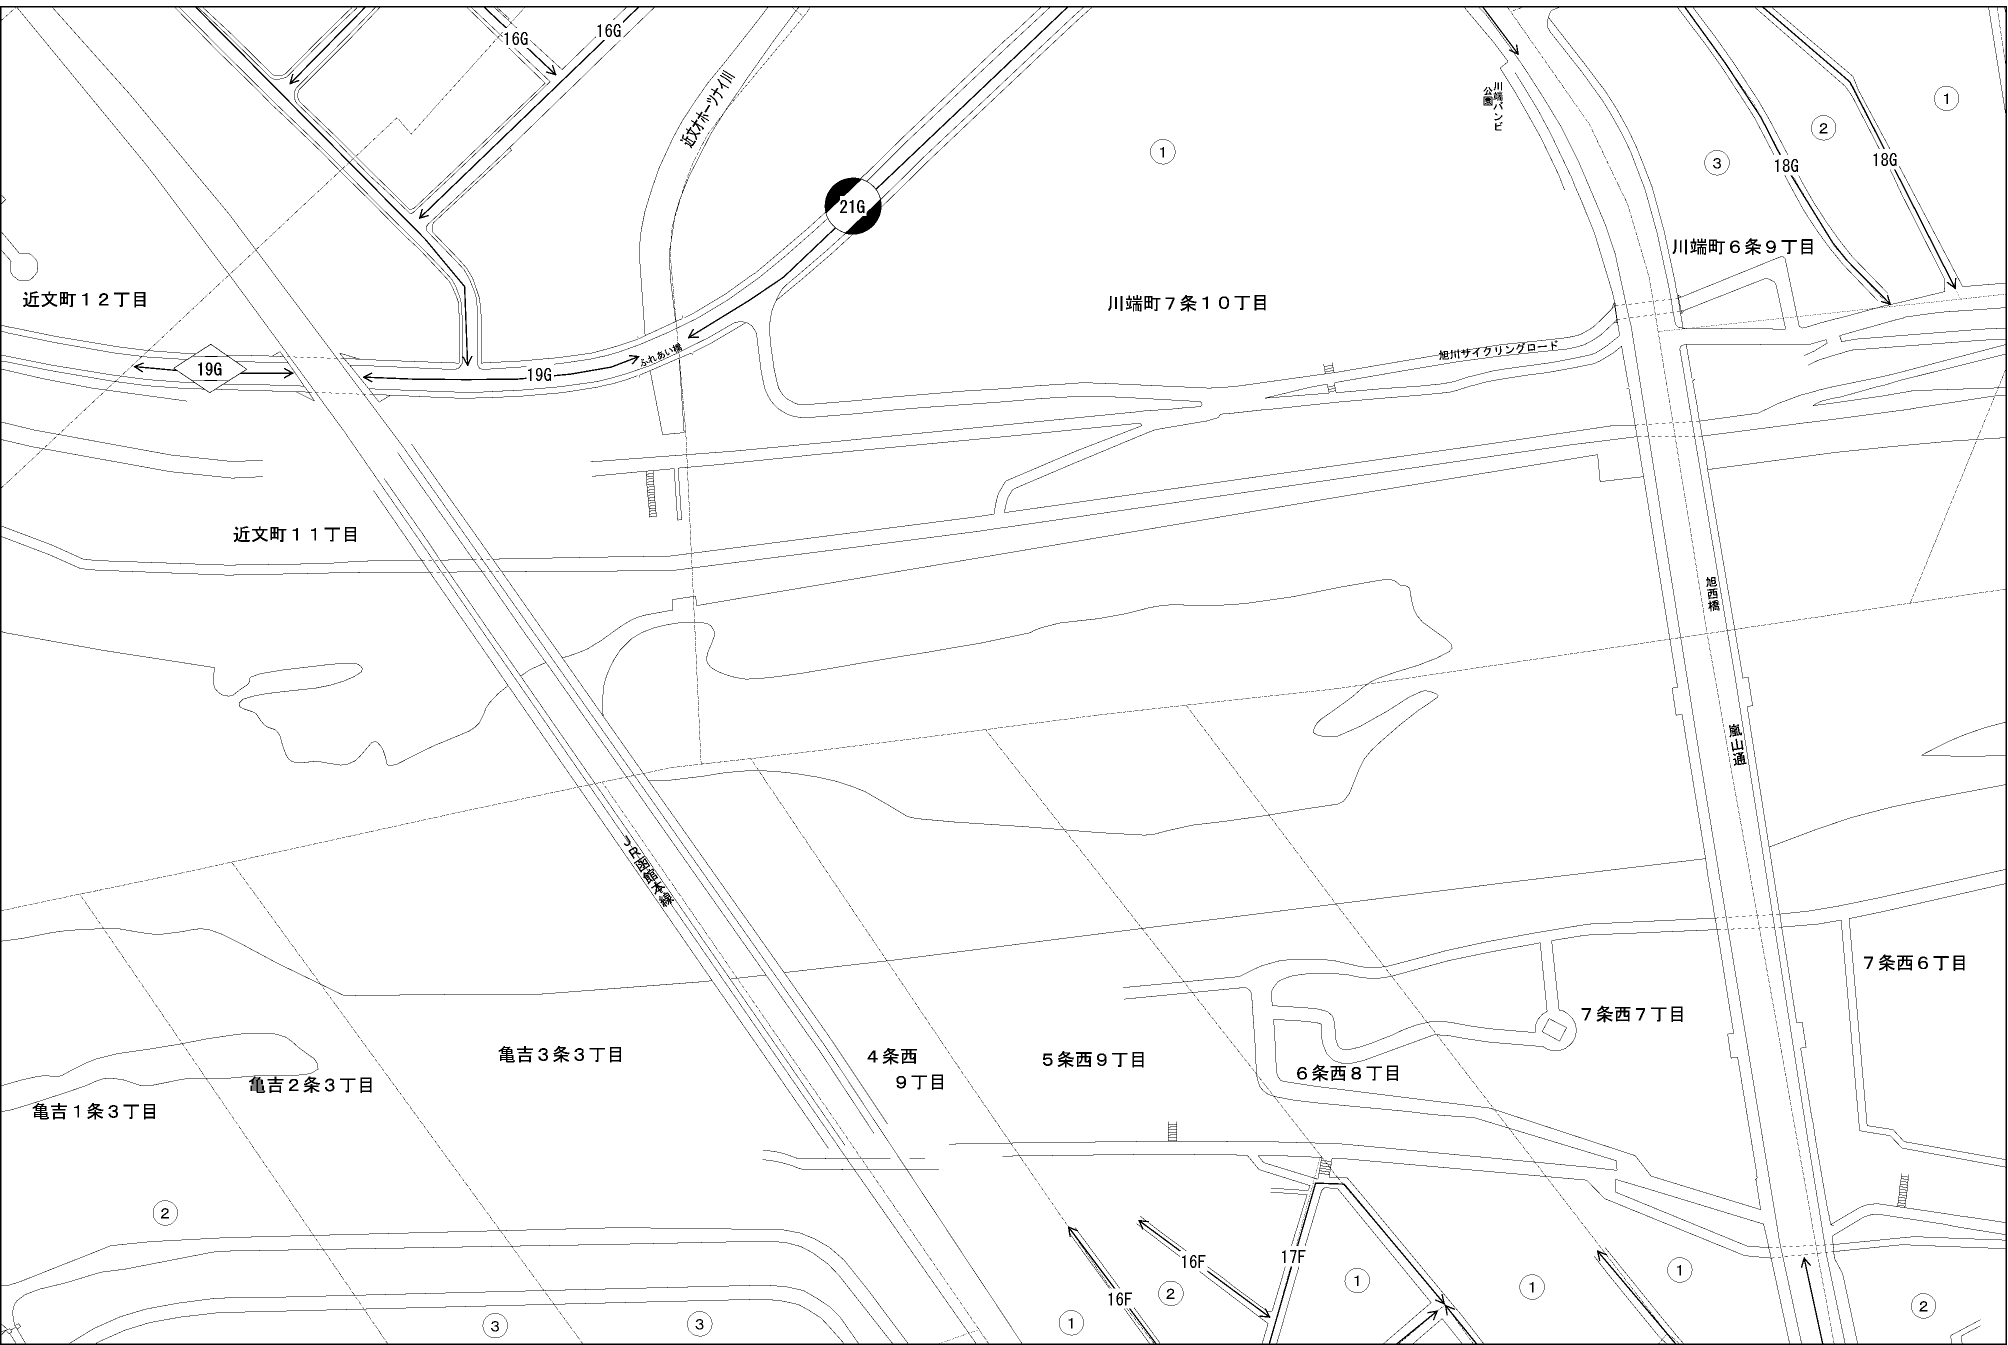 16G
16G
近文オホーツナイ川
川端バンビ
公園
①
②
①
③
18G
18G
21G
川端町６条９丁目
近文町１２丁目
川端町７条１０丁目
旭川サイクリングロード
ふれあい橋
19G
19G
近文町１１丁目
旭西橋
嵐山通
JR函館本線
７条西６丁目
７条西７丁目
亀吉３条３丁目
４条西
９丁目
５条西９丁目
６条西８丁目
亀吉２条３丁目
亀吉１条３丁目
②
17F
16F
①
①
①
②
16F
②
③
③
①